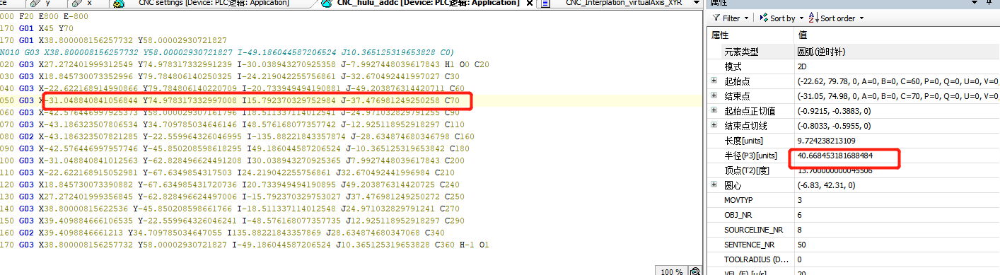 ce y x CNC settings [Device: PLC逻辑: Application] CNC_hulu_addc [Device: PLC逻辑: Application] CNC_Interplation_virtualAxis_XYR
000 F20 E800 E-800
170 G01 X45 Y70
170 G01 X38.800008156257732 Y58.00002930721827
N010 G03 X38.800008156257732 Y58.00002930721827 I-49.186044587206524 J10.365125319653828 C0)
020 G03 X27.272401999312549 Y74.978317332991239 I-30.038943270925358 J-7.9927448039617843 H1 O0 C20
030 G03 X18.845730073352996 Y79.784806140250325 I-24.219042255756861 J-32.670492441997027 C30
040 G03 X-22.622168914990866 Y79.784806140220709 I-20.733949494190881 J-49.203876314420711 C60
050 G03 X-31.048840841056844 Y74.978317332997008 I15.792370329752984 J-37.476981249250258 C70
060 G03 X-42.576446997925373 Y58.000029307161796 I18.511337114012541 J-24.971032829791255 C90
070 G03 X-43.186323507806534 Y34.709785034646146 I48.576168077357742 J-12.925118952918297 C110
080 G02 X-43.186323507821285 Y-22.559964326046995 I-135.88221843357874 J-28.634874680346798 C160
090 G03 X-42.576446997957746 Y-45.850208598618295 I49.18604458720654 J-10.365125319653842 C180
100 G03 X-31.048840841012563 Y-62.828496624491208 I30.038943270925365 J7.9927448039617985 C200
110 G03 X-22.622169115052981 Y-67.6349854317503 I24.219042255756861 J32.670492441996984 C210
120 G03 X18.845730073390882 Y-67.634985431720736 I20.733949494190895 J49.203876314420725 C240
130 G03 X27.272401999356845 Y-62.828496624497006 I-15.792370329753027 J37.476981249250272 C250
140 G03 X38.80000815622536 Y-45.850208598661766 I-18.511337114012548 J24.971032829791241 C270
150 G03 X39.409884666106535 Y-22.559964326046241 I-48.576168077357735 J12.925118952918297 C290
160 G02 X39.40988466661213 Y34.709785034647055 I135.88221843357869 J28.634874680347068 C340
170 G03 X38.800008156257732 Y58.00002930721827 I-49.186044587206524 J10.365125319653828 C360 H-1 O1
100 %
属性
Filter Sort by Sort order
属性 值
元素类型 圆弧(逆时针)
模式 2D
起始点 (-22.62, 79.78, 0, A=0, B=0, C=60, P=0, Q=0, U=0, V=0,
结束点 (-31.05, 74.98, 0, A=0, B=0, C=70, P=0, Q=0, U=0, V=0,
起始点正切值 (-0.9215, -0.3883, 0)
结束点切线 (-0.8033, -0.5955, 0)
长度[units] 9.724238213109
半径(P3)[units] 40.668453181688484
顶点(T2)[度] 13.700000000045506
圆心 (-6.83, 42.31, 0)
MOVTYP 3
OBJ_NR 6
SOURCELINE_NR 8
SENTENCE_NR 50
TOOLRADIUS (D... 0
VEL (F) [u/s] 20